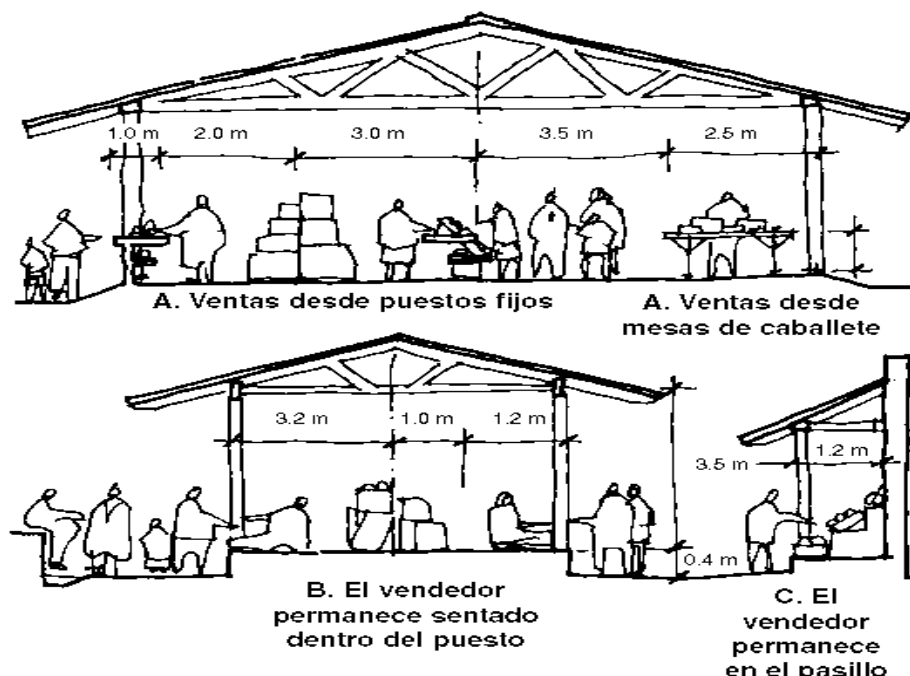 1.0 m 2.0 m 3.0 m 3.5 m 2.5 m
A. Ventas desde puestos fijos
A. Ventas desde
mesas de caballete
3.2 m 1.0 m 1.2 m
3.5 m
1.2 m
0.4 m
B. El vendedor
permanece sentado
dentro del puesto
C. El
vendedor
permanece
en el pasillo